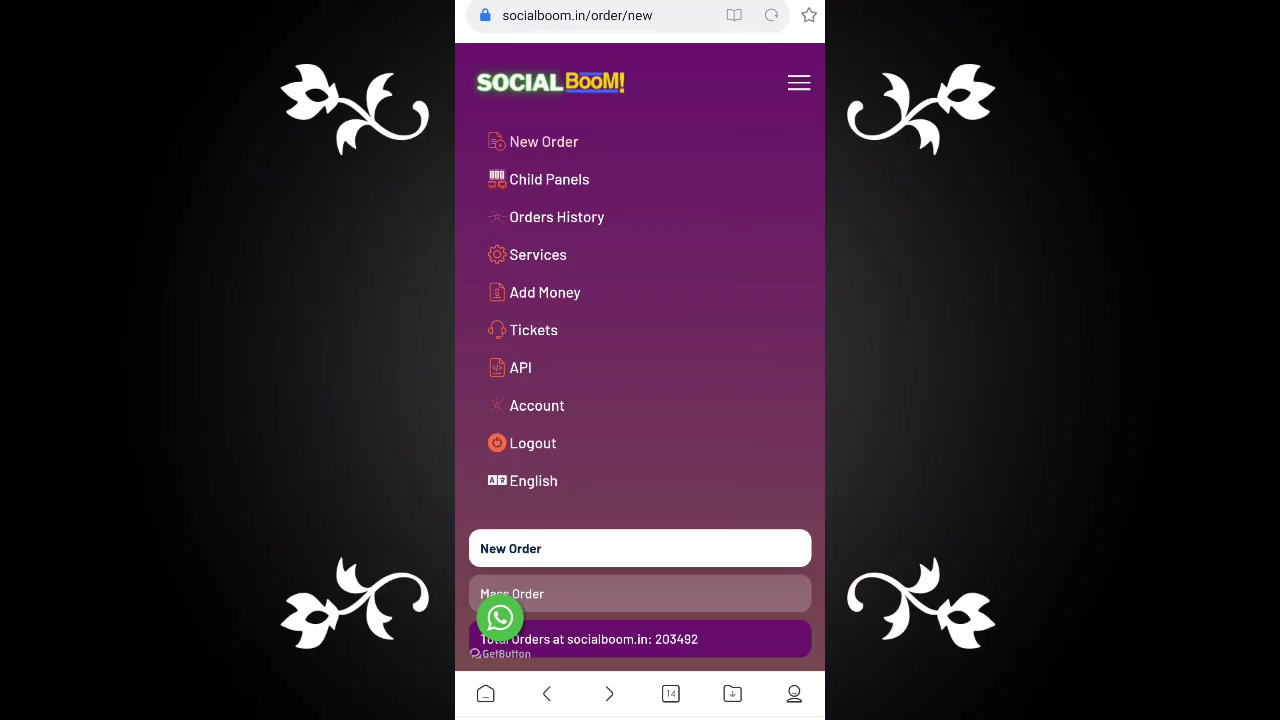 socialboom.in/order/new
SOCIAL BooM!
New Order
Child Panels
Orders History
Services
Add Money
Tickets
API
Account
Logout
English
New Order
Mass Order
Total Orders at socialboom.in: 203492
GetButton
14